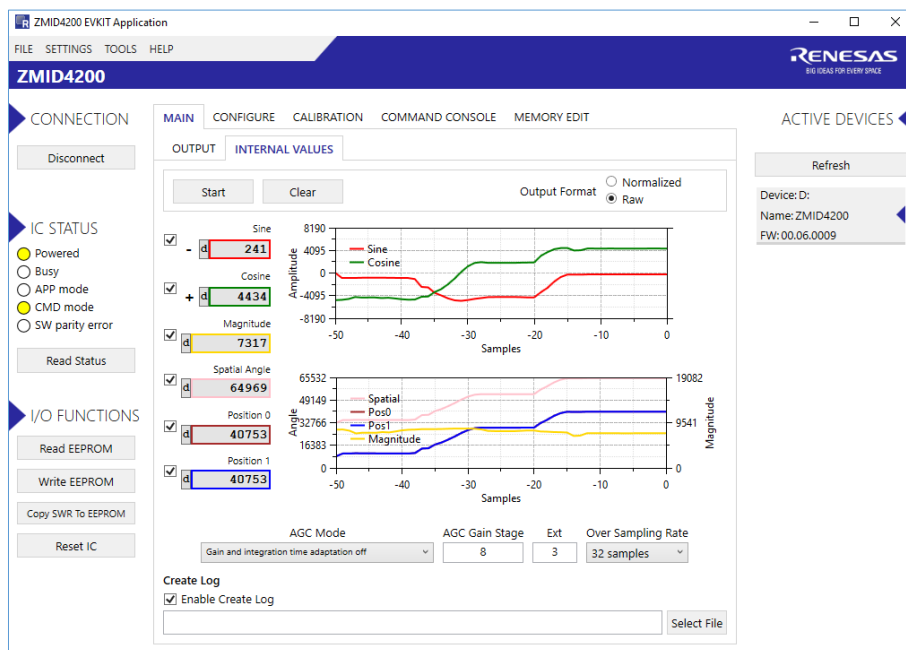 ZMID4200 EVKIT Application
FILE SETTINGS TOOLS HELP
RENESAS
BIG IDEAS FOR EVERY SPACE
ZMID4200
CONNECTION
Disconnect
IC STATUS
Powered
Busy
APP mode
CMD mode
SW parity error
Read Status
I/O FUNCTIONS
Read EEPROM
Write EEPROM
Copy SWR To EEPROM
Reset IC
MAIN CONFIGURE CALIBRATION COMMAND CONSOLE MEMORY EDIT
OUTPUT INTERNAL VALUES
Start Clear Output Format Normalized
Raw
Sine
- d 241
Cosine
+ d 4434
Magnitude
d 7317
Spatial Angle
d 64969
Position 0
d 40753
Position 1
d 40753
Amplitude
8190
4095
0
-4095
-8190
Sine
Cosine
-50 -40 -30 -20 -10 0
Samples
Angle
65532
49149
32766
16383
0
Spatial
Pos0
Pos1
Magnitude
19082
9541
0
Magnitude
-50 -40 -30 -20 -10 0
Samples
AGC Mode AGC Gain Stage Ext Over Sampling Rate
Gain and integration time adaptation off 8 3 32 samples
Create Log
Enable Create Log
Select File
ACTIVE DEVICES
Refresh
Device: D:
Name: ZMID4200
FW: 00.06.0009